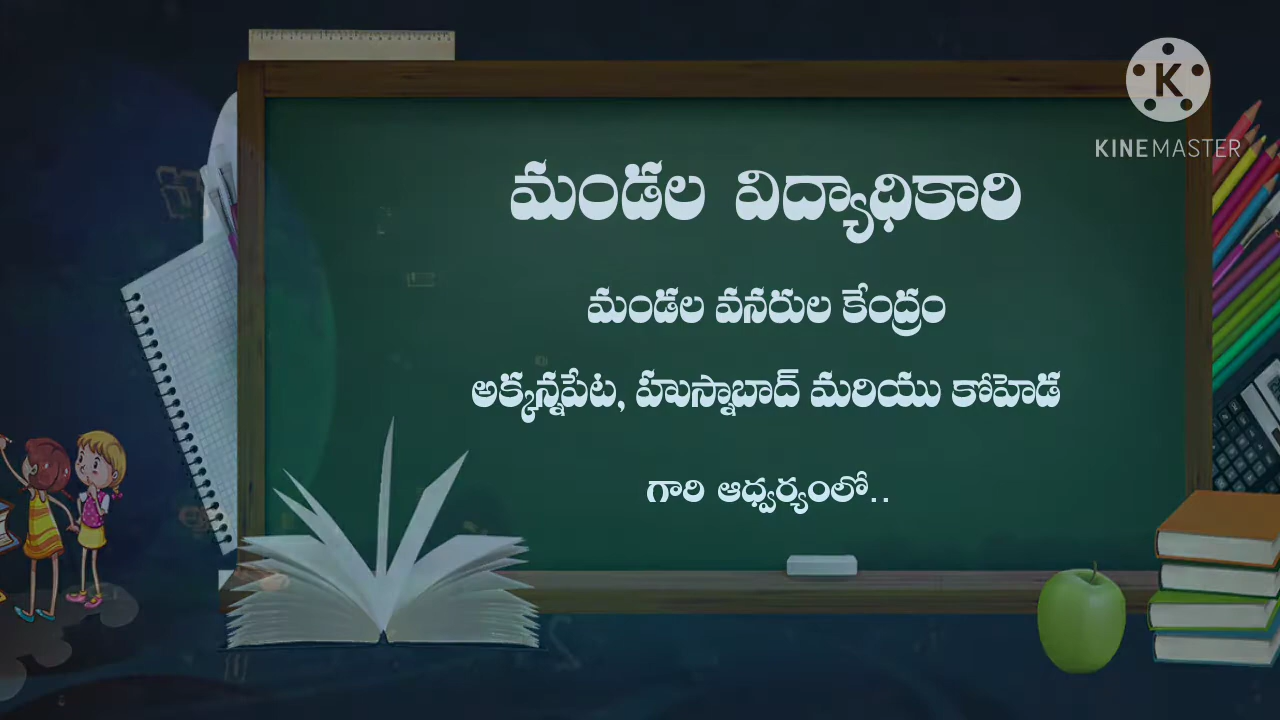 KINEMASTER
మండల విద్యాధికారి
మండల వనరుల కేంద్రం
అక్కన్నపేట, హుస్నాబాద్ మరియు కోహెడ
గారి ఆధ్వర్యంలో..